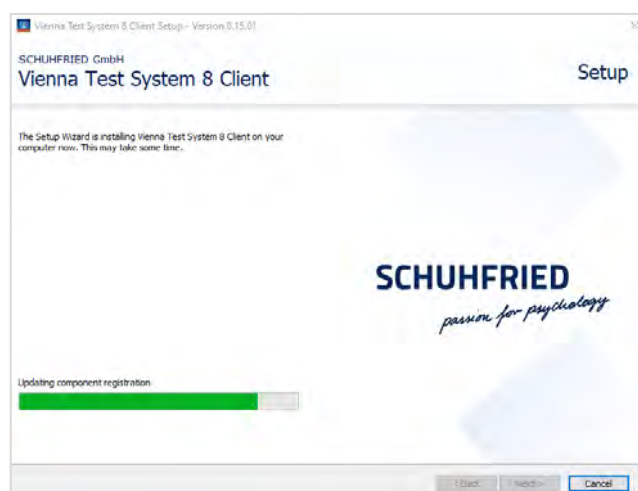 Vienna Test System 8 Client Setup - Version 8.15.01
SCHUHFRIED GmbH
Vienna Test System 8 Client
Setup
The Setup Wizard is installing Vienna Test System 8 Client on your
computer now. This may take some time.
SCHUHFRIED
passion for psychology
Updating component registration
< Back
Next >
Cancel